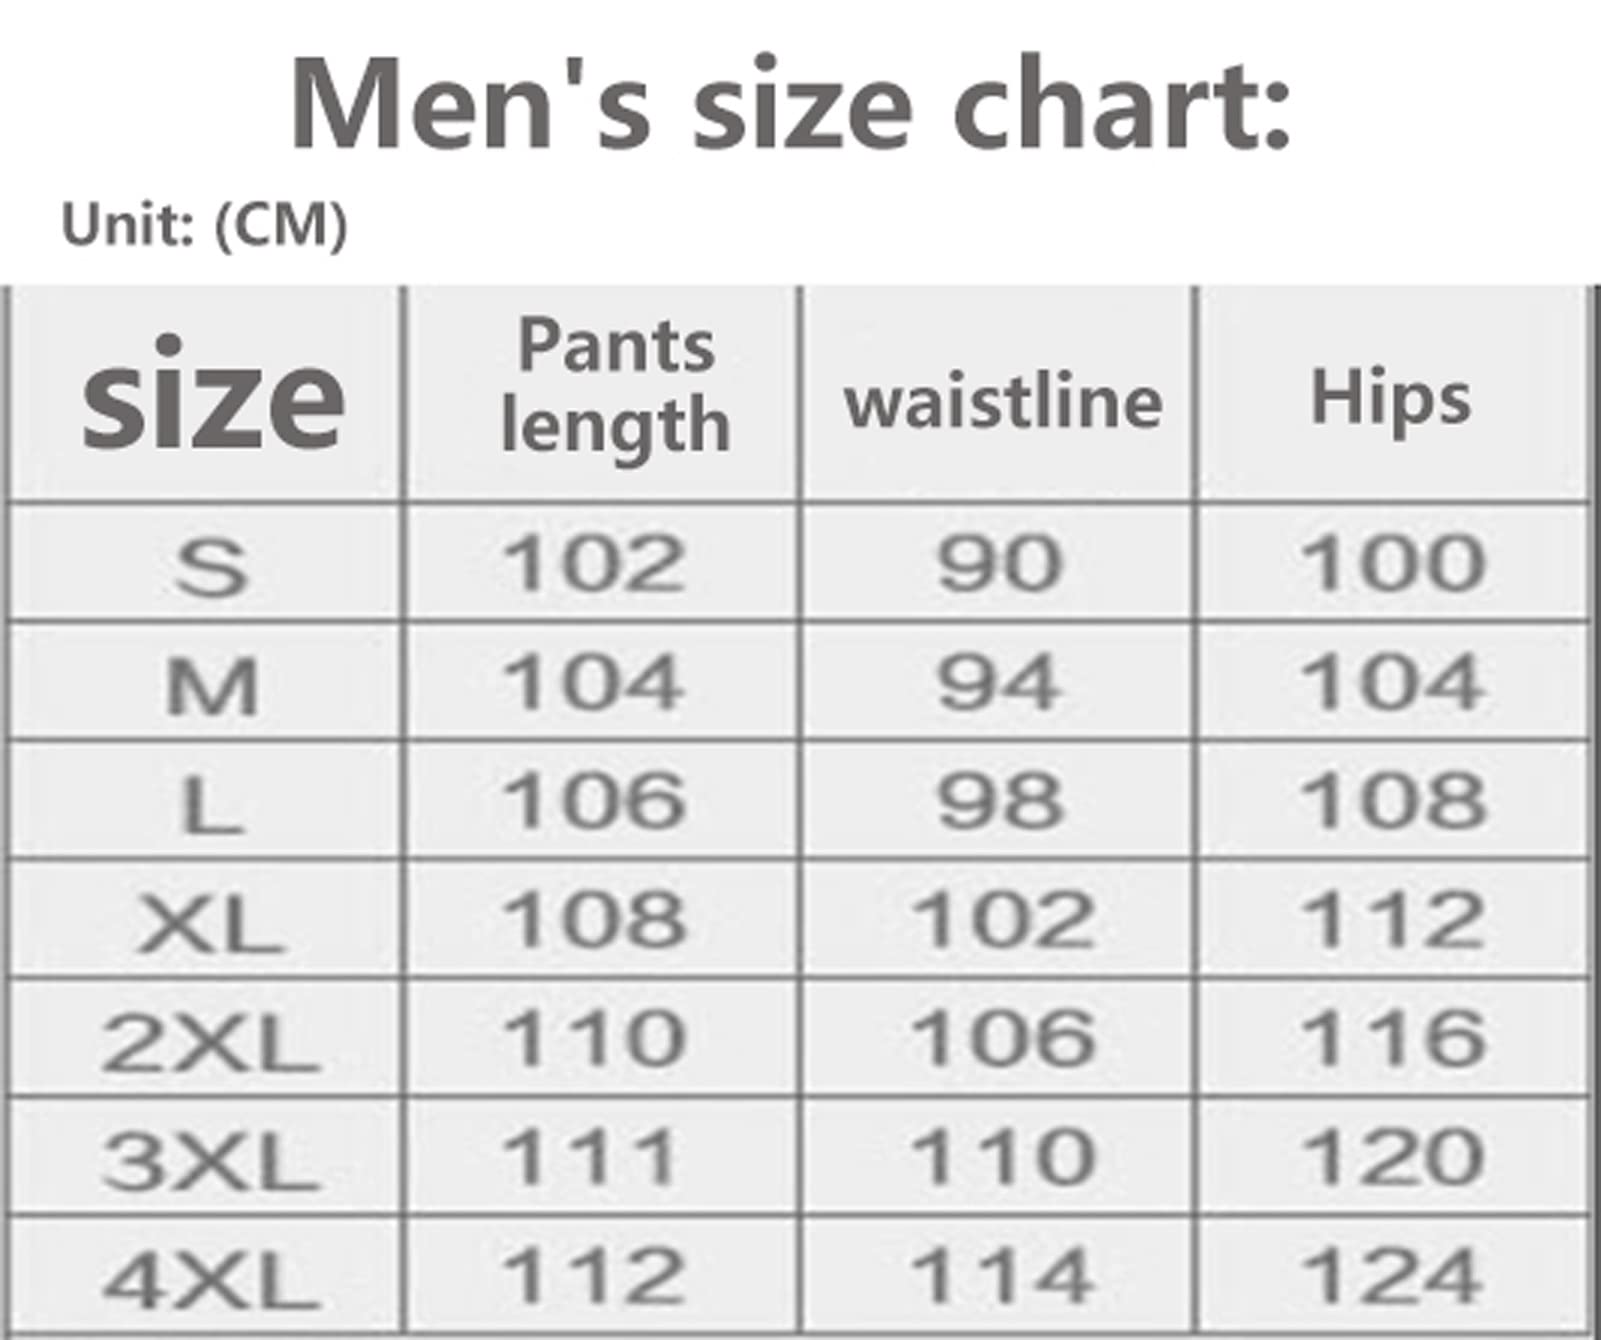 Men's size chart:
Unit: (CM)
size Pants length waistline Hips
S 102 90 100
M 104 94 104
L 106 98 108
XL 108 102 112
2XL 110 106 116
3XL 111 110 120
4XL 112 114 124